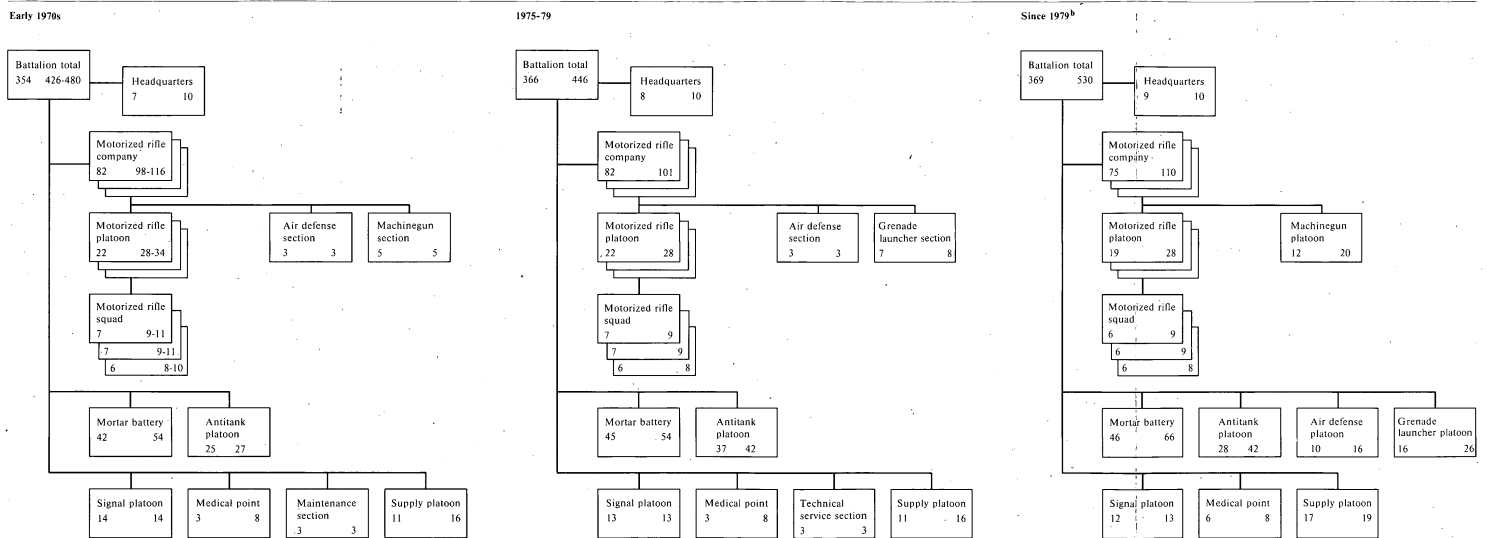 Early 1970s
Battalion total
354 426-480
Headquarters
7 10
Motorized rifle
company
82 98-116
Motorized rifle
platoon
22 28-34
Air defense
section
3 3
Machinegun
section
5 5
Motorized rifle
squad
7 9-11
7 9-11
6 8-10
Mortar battery
42 54
Antitank
platoon
25 27
Signal platoon
14 14
Medical point
3 8
Maintenance
section
3 3
Supply platoon
11 16
1975-79
Battalion total
366 446
Headquarters
8 10
Motorized rifle
company
82 101
Motorized rifle
platoon
22 28
Air defense
section
3 3
Grenade
launcher section
7 8
Motorized rifle
squad
7 9
7 9
6 8
Mortar battery
45 54
Antitank
platoon
37 42
Signal platoon
13 13
Medical point
3 8
Technical
service section
3 3
Supply platoon
11 16
Since 1979b
Battalion total
369 530
Headquarters
9 10
Motorized rifle
company
75 110
Motorized rifle
platoon
19 28
Machinegun
platoon
12 20
Motorized rifle
squad
6 9
6 9
6 8
Mortar battery
46 66
Antitank
platoon
28 42
Air defense
platoon
10 16
Grenade
launcher platoon
16 26
Signal platoon
12 13
Medical point
6 8
Supply platoon
17 19